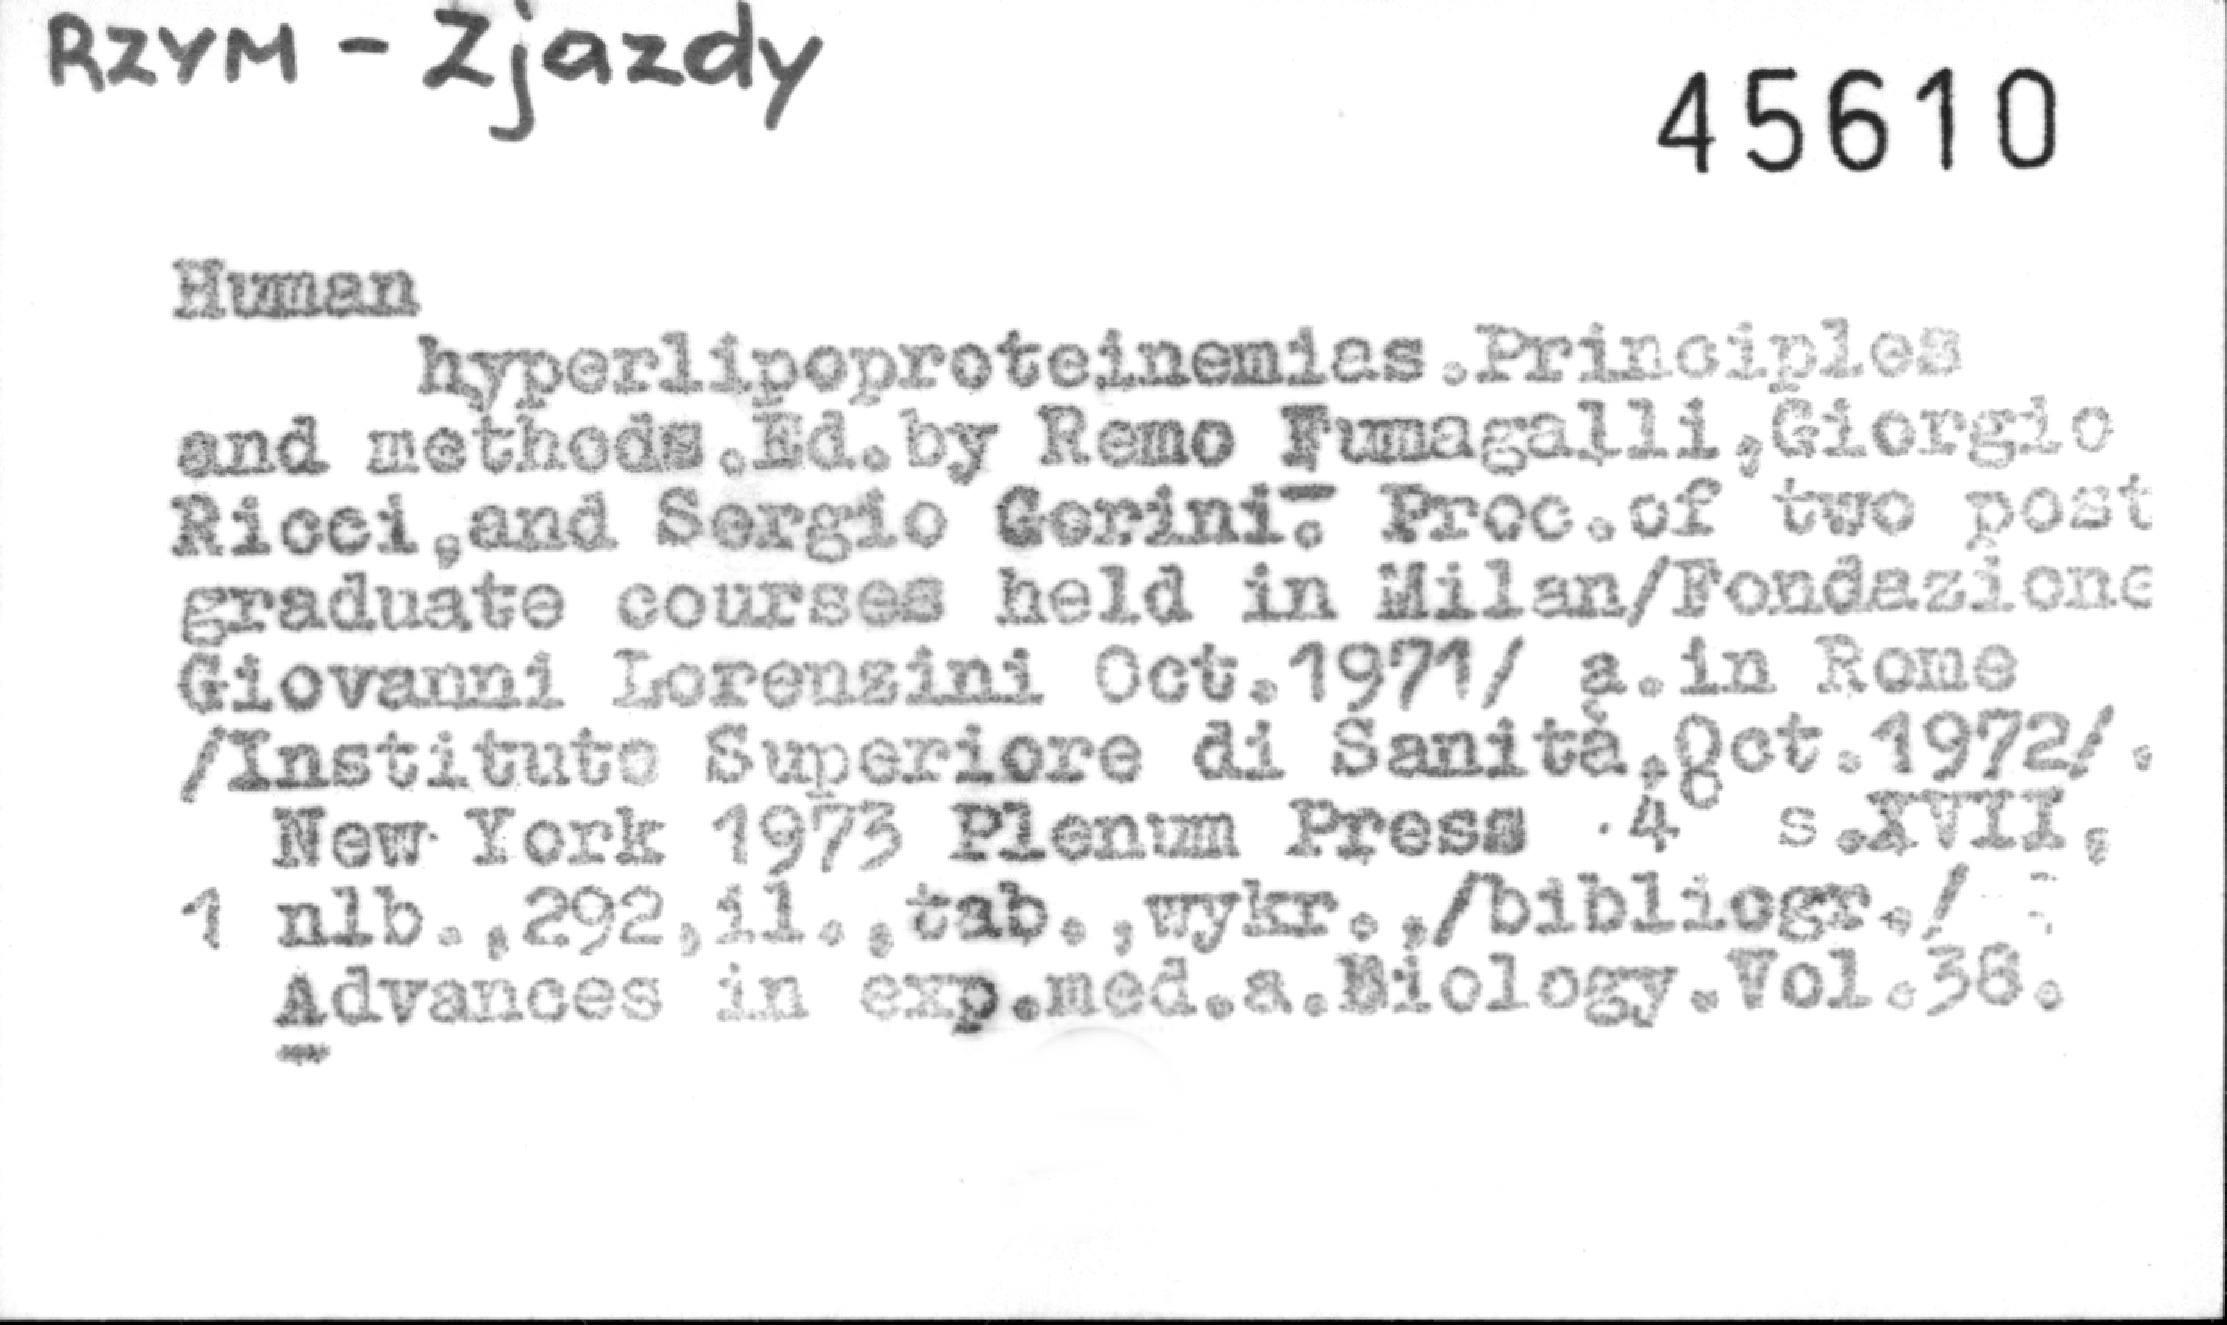 RZYM - Zjazdy
45610
Human
hyperlipoproteinemias.Principles
and methods.Ed.by Remo Fumagalli,Giorgio
Ricci,and Sergio Gorini. Proc.of two post
graduate courses held in Milan/Fondazione
Giovanni Lorenzini Oct.1971/ a.in Rome
/Instituto Superiore di Sanità,Oct.1972/.
New York 1973 Plenum Press 4° s.XVII,
1 nlb.,292,il.,tab.,wykr.,/bibliogr./
Advances in exp.med.a.Biology.Vol.38.